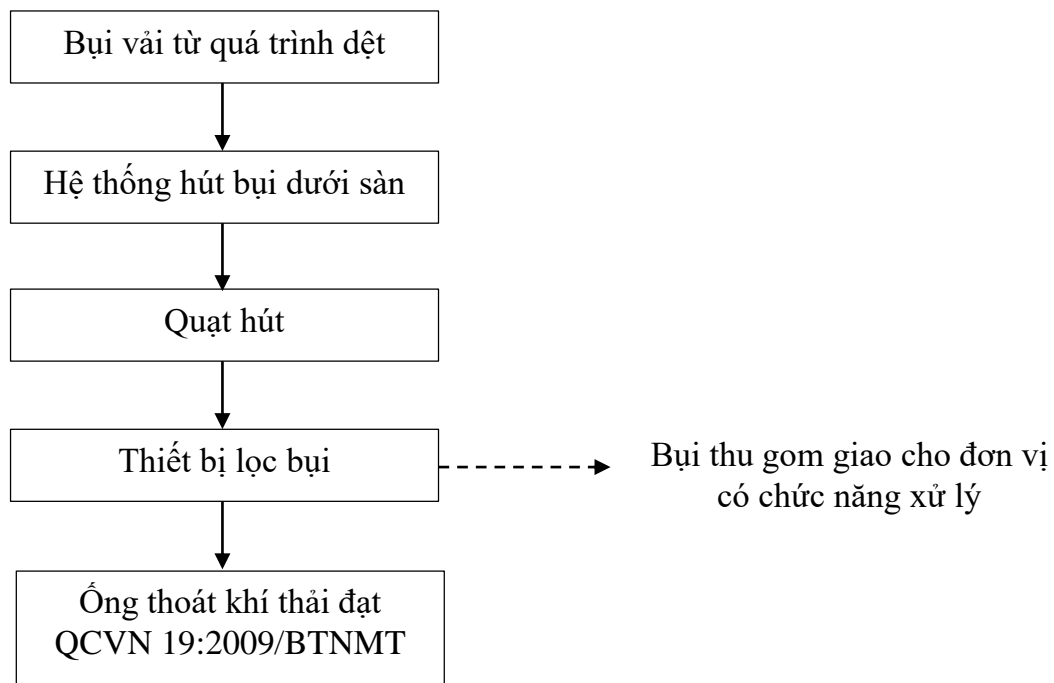 Bụi vải từ quá trình dệt
Hệ thống hút bụi dưới sàn
Quạt hút
Thiết bị lọc bụi
Bụi thu gom giao cho đơn vị
có chức năng xử lý
Ống thoát khí thải đạt
QCVN 19:2009/BTNMT